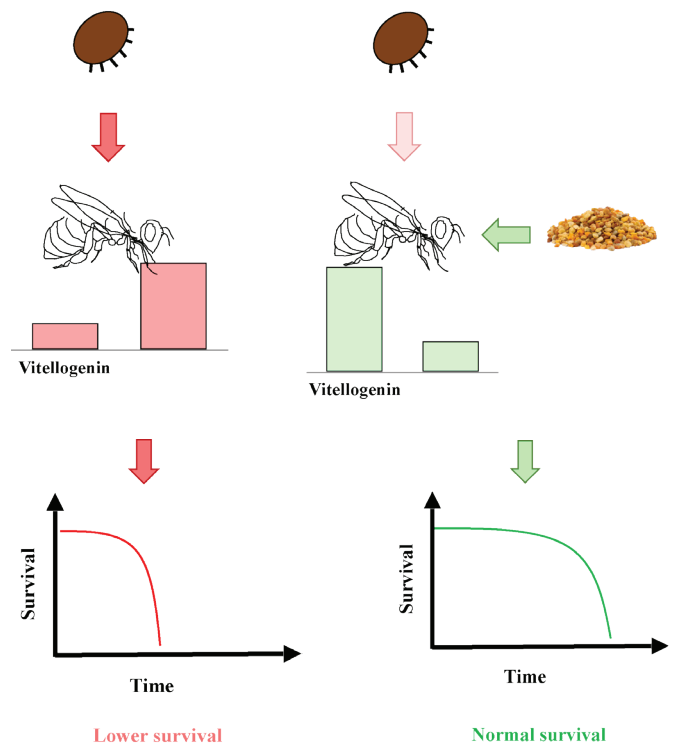 Vitellogenin
Vitellogenin
Survival
Time
Survival
Time
Lower survival
Normal survival